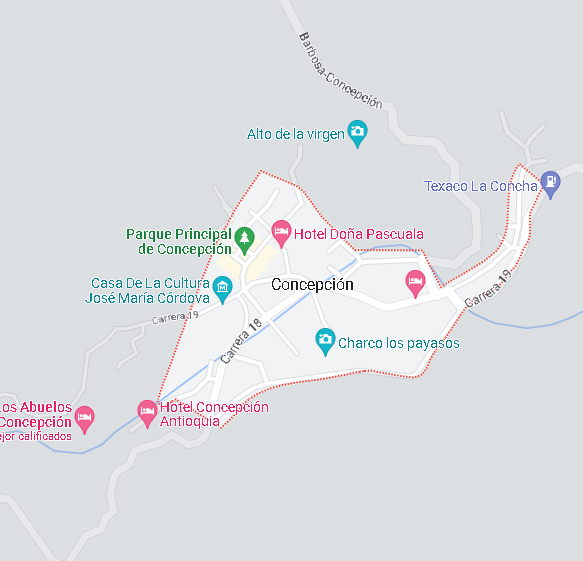 Barbosa-Concepción
Alto de la virgen
Texaco La Concha
Parque Principal
de Concepción
Hotel Doña Pascuala
Casa De La Cultura
José María Córdova
Concepción
Carrera 19
Carrera 19
Carrera 18
Charco los payasos
Los Abuelos
Concepción
ejor calificados
Hotel Concepción
Antioquia